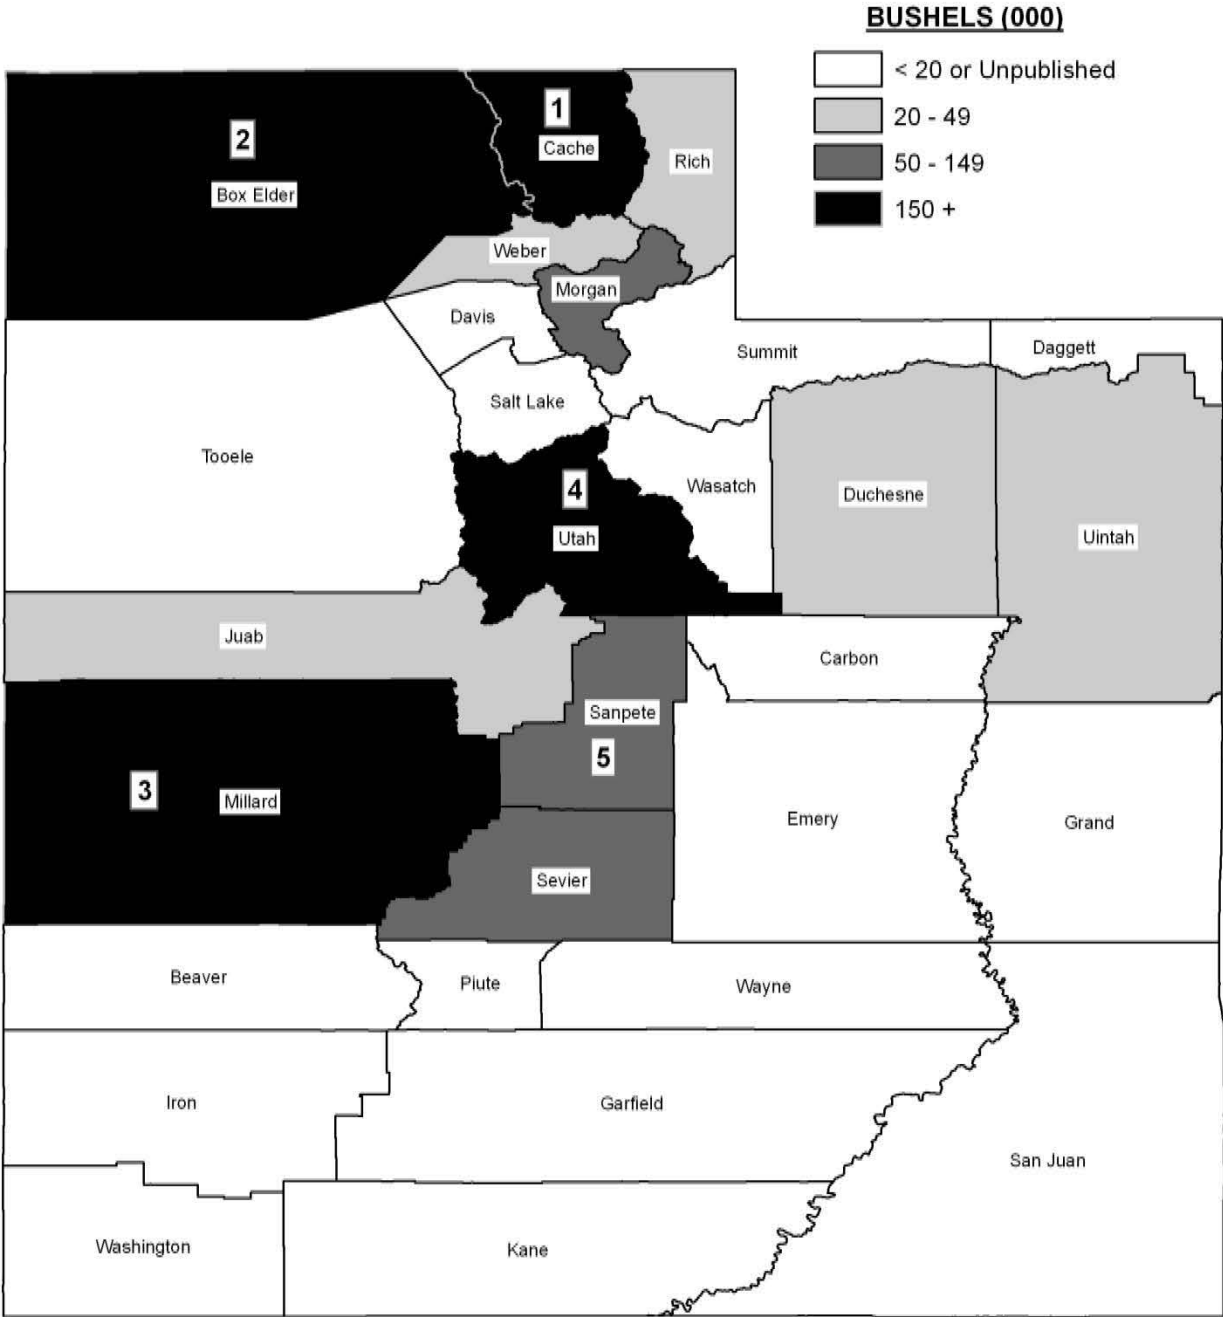 BUSHELS (000)
< 20 or Unpublished
20 - 49
50 - 149
150 +
1
2
Cache
Rich
Box Elder
Weber
Morgan
Davis
Summit
Daggett
Salt Lake
Tooele
4
Wasatch
Duchesne
Utah
Uintah
Juab
Carbon
Sanpete
5
3
Millard
Emery
Grand
Sevier
Beaver
Piute
Wayne
Iron
Garfield
San Juan
Washington
Kane